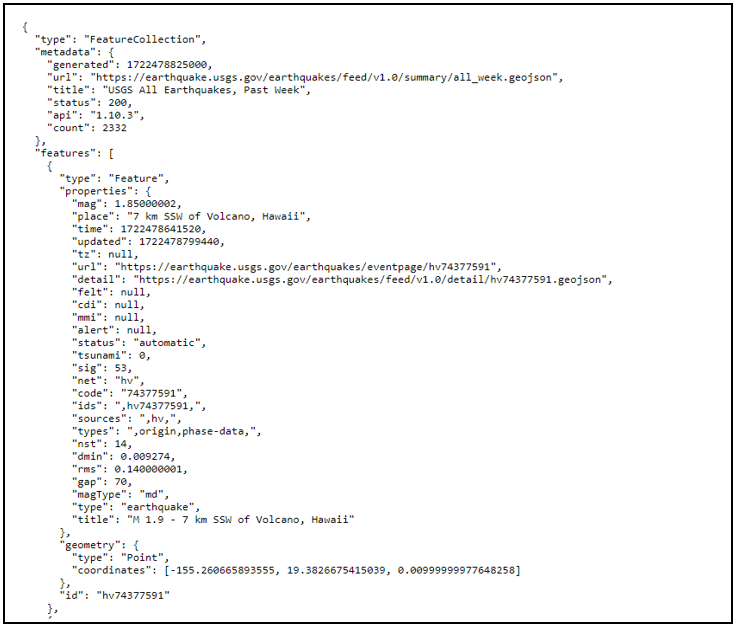 {
"type": "FeatureCollection",
"metadata": {
"generated": 1722478825000,
"url": "https://earthquake.usgs.gov/earthquakes/feed/v1.0/summary/all_week.geojson",
"title": "USGS All Earthquakes, Past Week",
"status": 200,
"api": "1.10.3",
"count": 2332
},
"features": [
{
"type": "Feature",
"properties": {
"mag": 1.85000002,
"place": "7 km SSW of Volcano, Hawaii",
"time": 1722478641520,
"updated": 1722478799440,
"tz": null,
"url": "https://earthquake.usgs.gov/earthquakes/eventpage/hv74377591",
"detail": "https://earthquake.usgs.gov/earthquakes/feed/v1.0/detail/hv74377591.geojson",
"felt": null,
"cdi": null,
"mmi": null,
"alert": null,
"status": "automatic",
"tsunami": 0,
"sig": 53,
"net": "hv",
"code": "74377591",
"ids": ",hv74377591,",
"sources": ",hv,",
"types": ",origin,phase-data,",
"nst": 14,
"dmin": 0.009274,
"rms": 0.140000001,
"gap": 70,
"magType": "md",
"type": "earthquake",
"title": "M 1.9 - 7 km SSW of Volcano, Hawaii"
},
"geometry": {
"type": "Point",
"coordinates": [-155.260665893555, 19.3826675415039, 0.00999999977648258]
},
"id": "hv74377591"
},